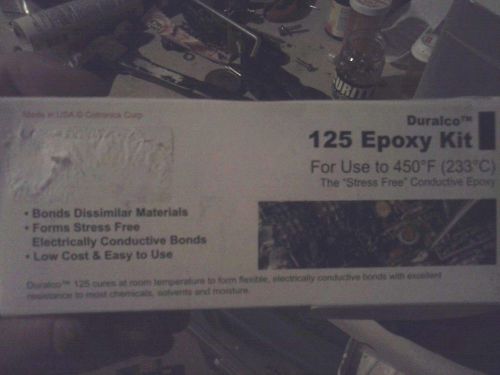 Made in USA © Cotronics Corp
Duralco™
125 Epoxy Kit
For Use to 450°F (233°C)
The "Stress Free" Conductive Epoxy
• Bonds Dissimilar Materials
• Forms Stress Free
Electrically Conductive Bonds
• Low Cost & Easy to Use
Duralco™ 125 cures at room temperature to form flexible, electrically conductive bonds with excellent
resistance to most chemicals, solvents and moisture.